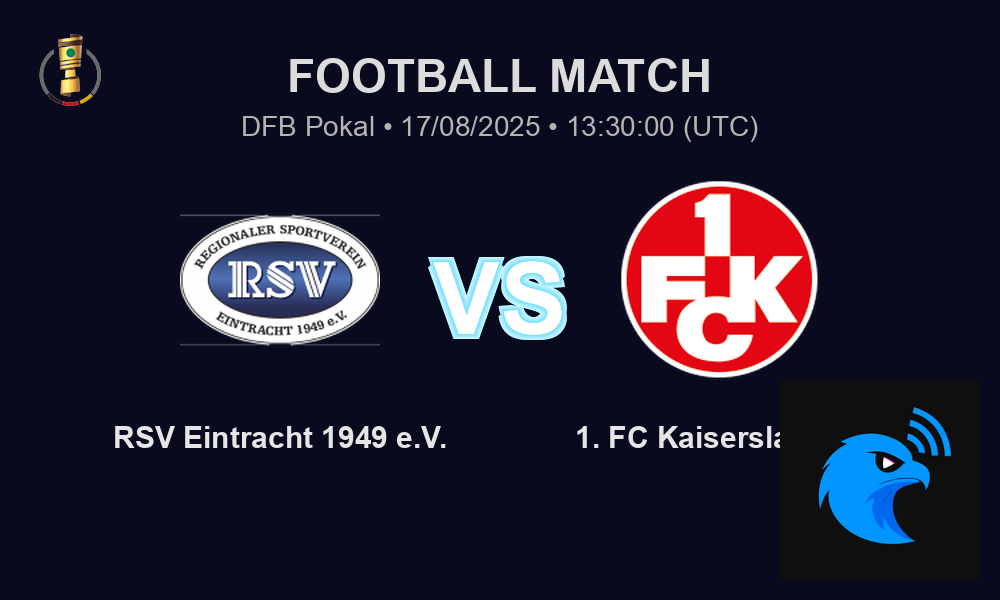 FOOTBALL MATCH
DFB Pokal • 17/08/2025 • 13:30:00 (UTC)
REGIONALER SPORTVEREIN
RSV
EINTRACHT 1949 e.V.
VS
1
FCK
RSV Eintracht 1949 e.V.
1. FC